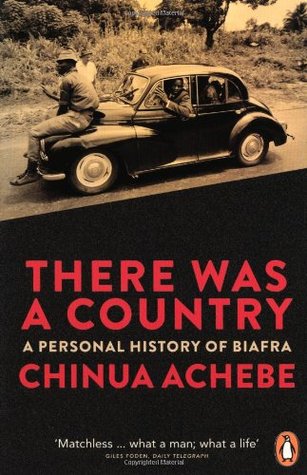 THERE WAS
A COUNTRY
A PERSONAL HISTORY OF BIAFRA
CHINUA ACHEBE
'Matchless ... what a man; what a life'
GILES FODEN, DAILY TELEGRAPH